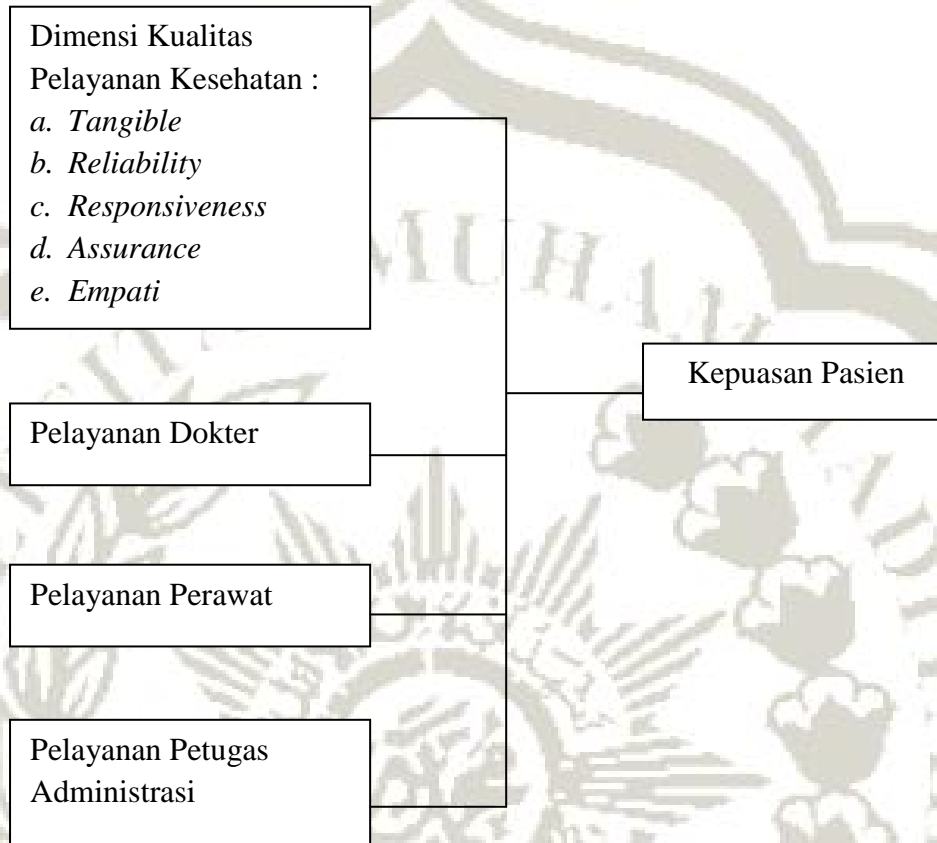 Dimensi Kualitas
Pelayanan Kesehatan :
a. Tangible
b. Reliability
c. Responsiveness
d. Assurance
e. Empati
Kepuasan Pasien
Pelayanan Dokter
Pelayanan Perawat
Pelayanan Petugas
Administrasi